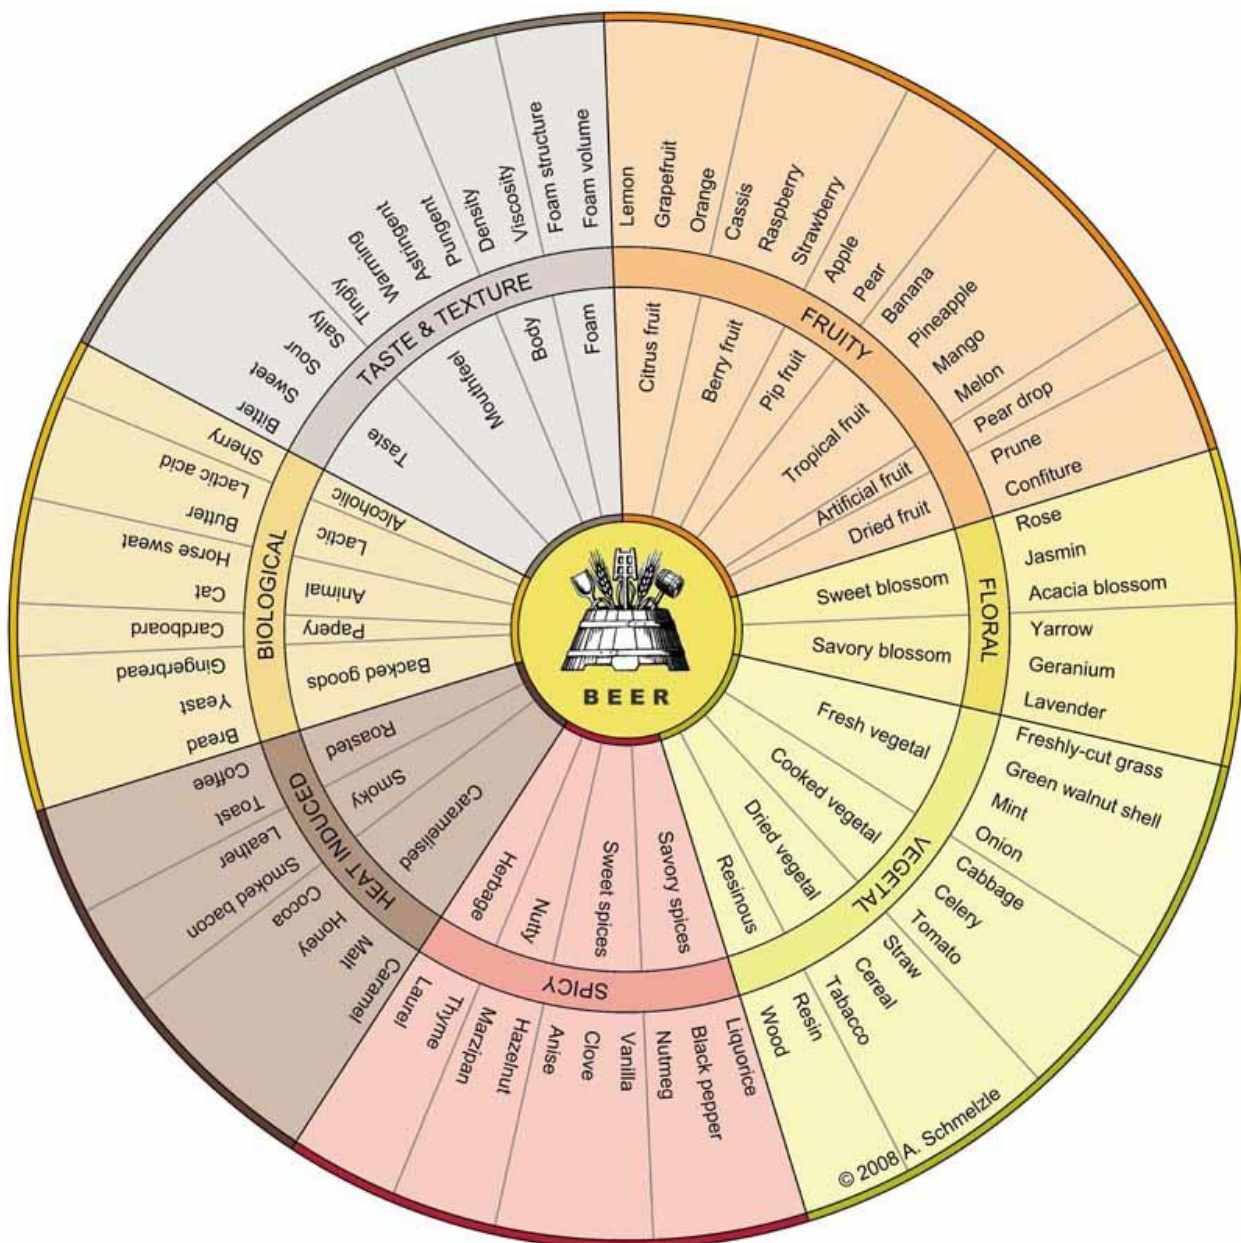 BEER
TASTE & TEXTURE
Taste
Bitter
Sweet
Sour
Salty
Mouthfeel
Tingly
Warming
Astringent
Pungent
Body
Density
Viscosity
Foam
Foam structure
Foam volume
FRUITY
Citrus fruit
Lemon
Grapefruit
Orange
Berry fruit
Cassis
Raspberry
Strawberry
Pip fruit
Apple
Pear
Tropical fruit
Banana
Pineapple
Mango
Melon
Artificial fruit
Pear drop
Dried fruit
Prune
Confiture
FLORAL
Sweet blossom
Rose
Jasmin
Acacia blossom
Savory blossom
Yarrow
Geranium
Lavender
VEGETAL
Fresh vegetal
Freshly-cut grass
Green walnut shell
Mint
Onion
Cooked vegetal
Cabbage
Celery
Tomato
Dried vegetal
Straw
Cereal
Tabacco
Resinous
Resin
Wood
SPICY
Savory spices
Liquorice
Black pepper
Nutmeg
Sweet spices
Vanilla
Clove
Anise
Nutty
Hazelnut
Marzipan
Herbage
Thyme
Laurel
HEAT INDUCED
Caramelised
Caramel
Malt
Honey
Cocoa
Smoky
Smoked bacon
Leather
Roasted
Toast
Coffee
BIOLOGICAL
Backed goods
Bread
Yeast
Gingerbread
Papery
Cardboard
Animal
Cat
Horse sweat
Lactic
Butter
Lactic acid
Alcoholic
Sherry
© 2008 A. Schmelzle